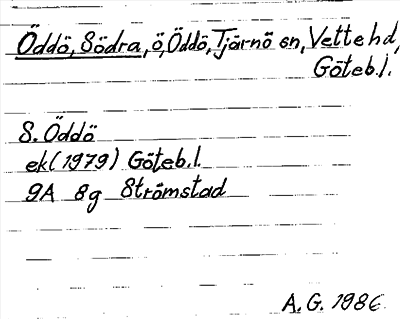 Öddö, Södra, ö, Öddö, Tjärnö sn, Vette hd,
Göteb.l.
S. Öddö
ek (1979) Göteb.l.
9A 8g Strömstad
A.G. 1986